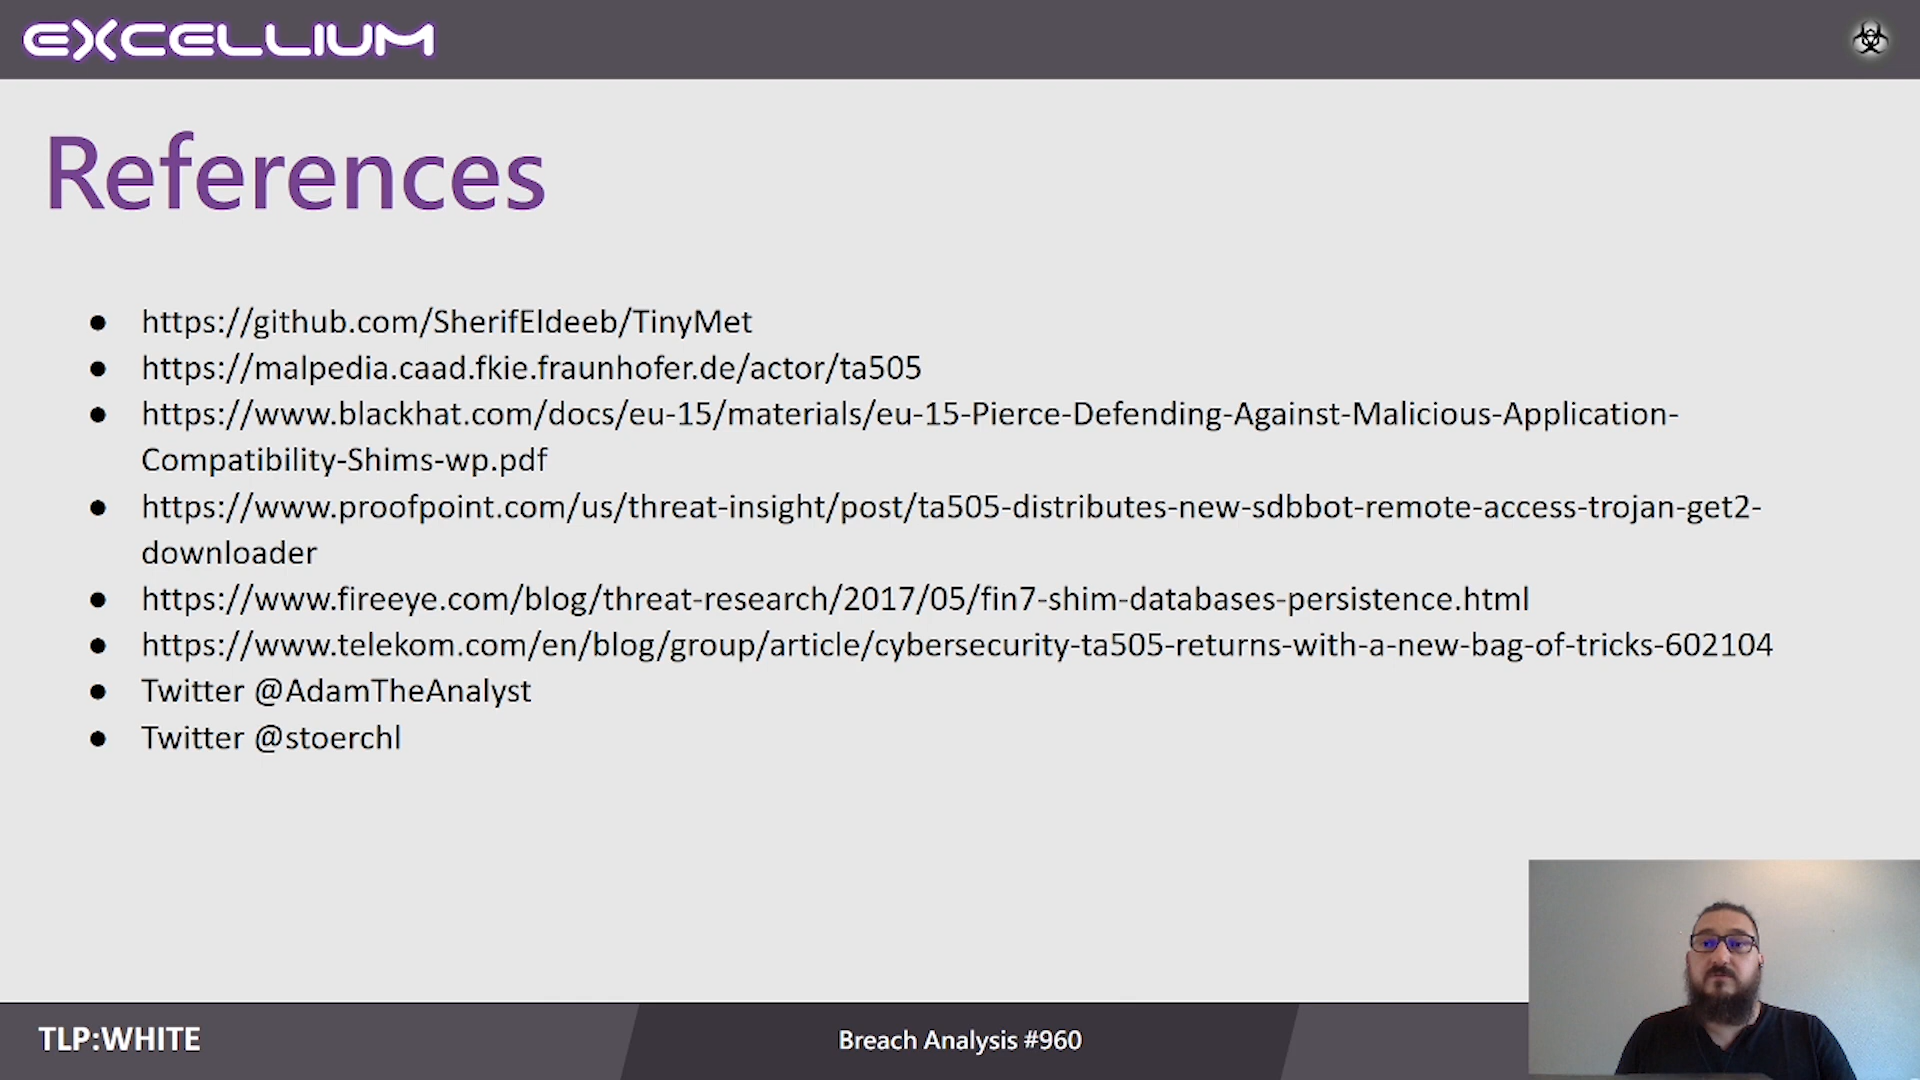 EXCELLIUM
References
● https://github.com/SherifEldeeb/TinyMet
● https://malpedia.caad.fkie.fraunhofer.de/actor/ta505
● https://www.blackhat.com/docs/eu-15/materials/eu-15-Pierce-Defending-Against-Malicious-Application-
Compatibility-Shims-wp.pdf
● https://www.proofpoint.com/us/threat-insight/post/ta505-distributes-new-sdbbot-remote-access-trojan-get2-
downloader
● https://www.fireeye.com/blog/threat-research/2017/05/fin7-shim-databases-persistence.html
● https://www.telekom.com/en/blog/group/article/cybersecurity-ta505-returns-with-a-new-bag-of-tricks-602104
● Twitter @AdamTheAnalyst
● Twitter @stoerchl
TLP:WHITE
Breach Analysis #960